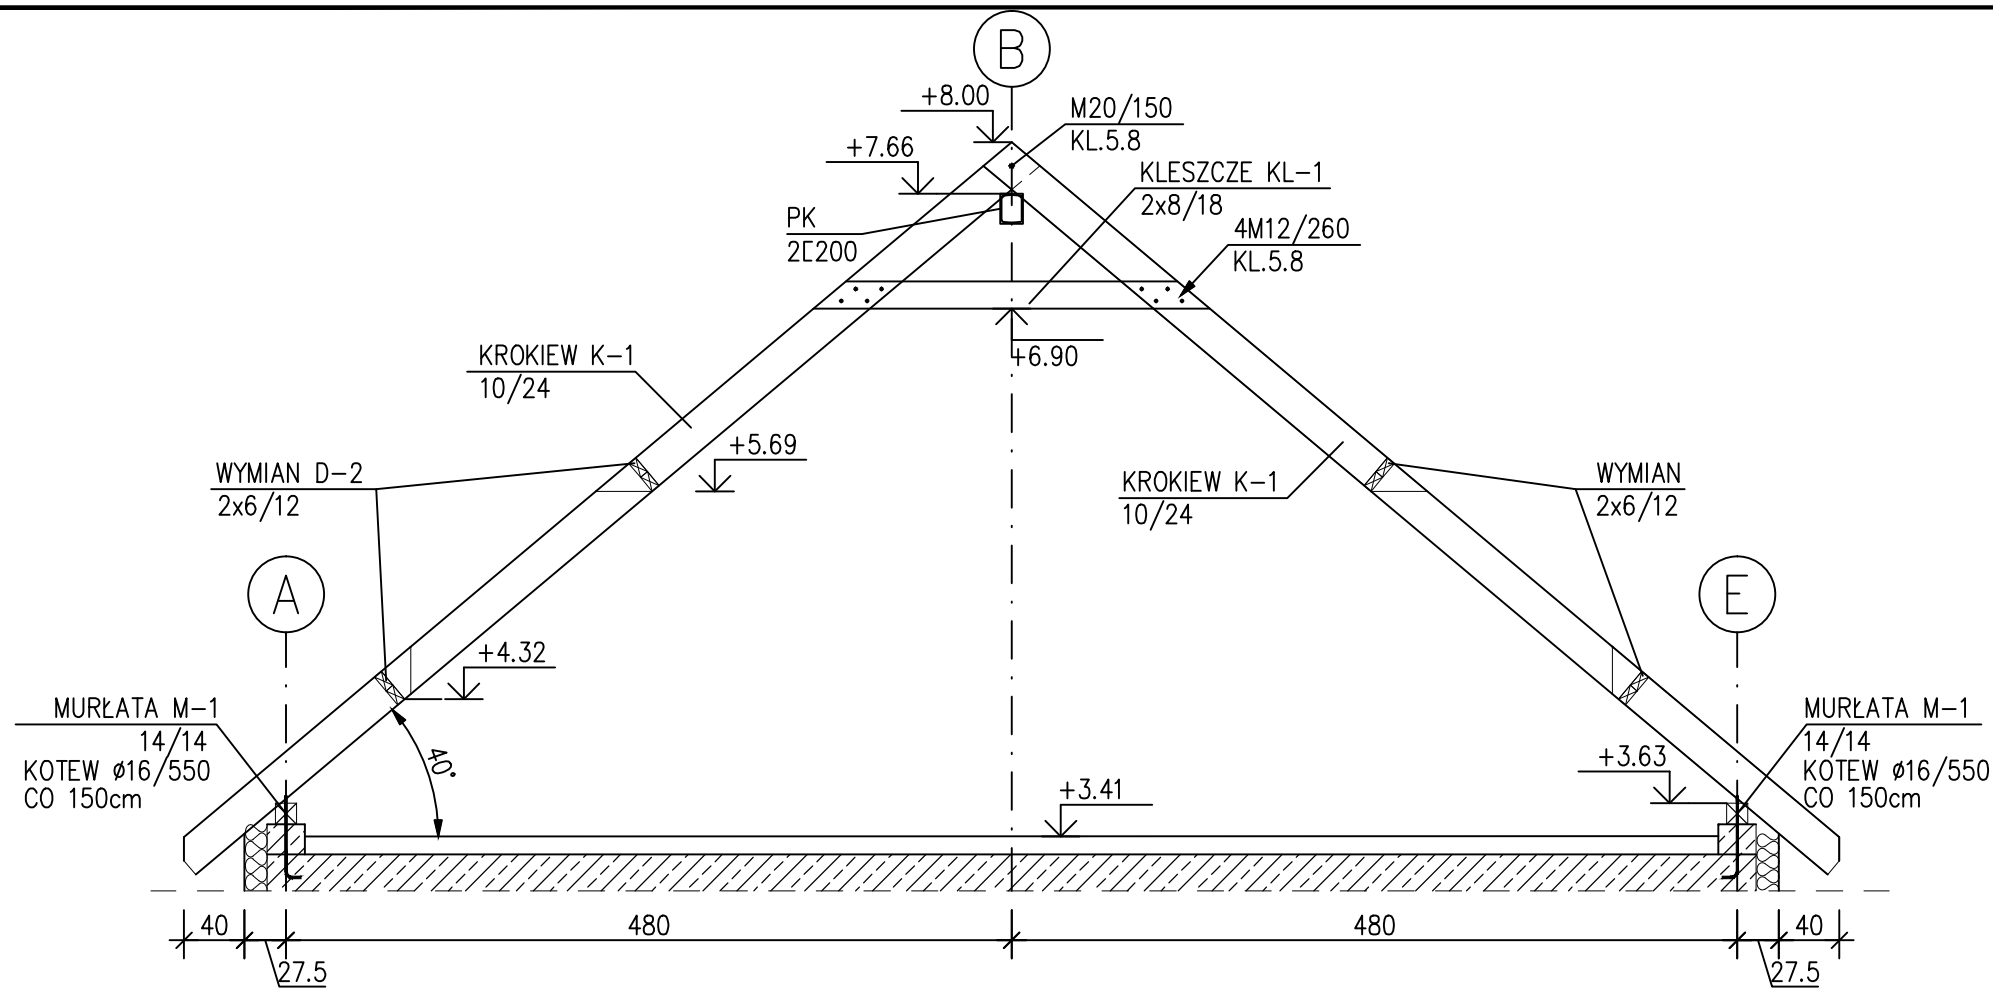 B
+8.00
M20/150
KL.5.8
+7.66
KLESZCZE KL-1
2x8/18
PK
2E200
4M12/260
KL.5.8
+6.90
KROKIEW K-1
10/24
+5.69
WYMIAN D-2
2x6/12
KROKIEW K-1
10/24
WYMIAN
2x6/12
A
E
+4.32
MURŁATA M-1
14/14
KOTEW ø16/550
CO 150cm
40°
+3.41
+3.63
MURŁATA M-1
14/14
KOTEW ø16/550
CO 150cm
40
480
480
40
27.5
27.5